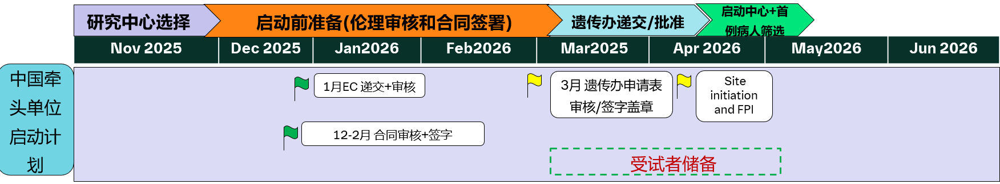 研究中心选择
启动前准备(伦理审核和合同签署)
遗传办递交/批准
启动中心+首
例病人筛选
Nov 2025
Dec 2025
Jan2026
Feb2026
Mar2025
Apr 2026
May2026
Jun 2026
中国牵
头单位
启动计
划
1月EC 递交+审核
3月 遗传办申请表
审核/签字盖章
Site
initiation
and FPI
12-2月 合同审核+签字
受试者储备